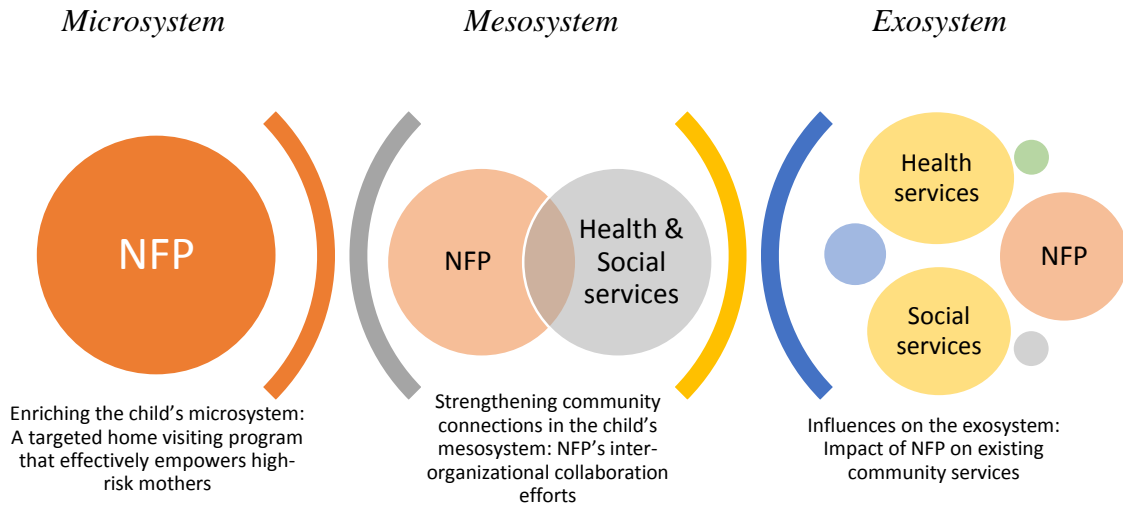 Microsystem
Mesosystem
Exosystem
NFP
NFP
Health &
Social
services
Health
services
NFP
Social
services
Enriching the child’s microsystem:
A targeted home visiting program
that effectively empowers high-
risk mothers
Strengthening community
connections in the child’s
mesosystem: NFP’s inter-
organizational collaboration
efforts
Influences on the exosystem:
Impact of NFP on existing
community services